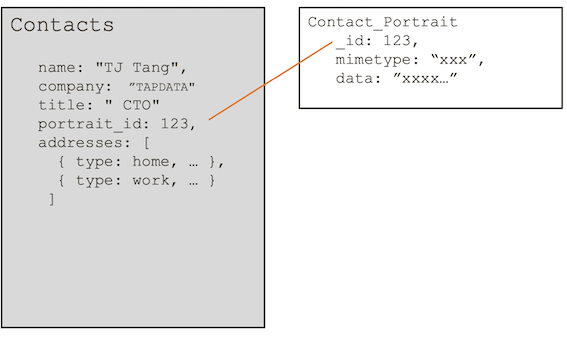 Contacts
name: "TJ Tang",
company: ”TAPDATA"
title: " CTO"
portrait_id: 123,
addresses: [
{ type: home, … },
{ type: work, … }
]
Contact_Portrait
_id: 123,
mimetype: “xxx”,
data: ”xxxx…”